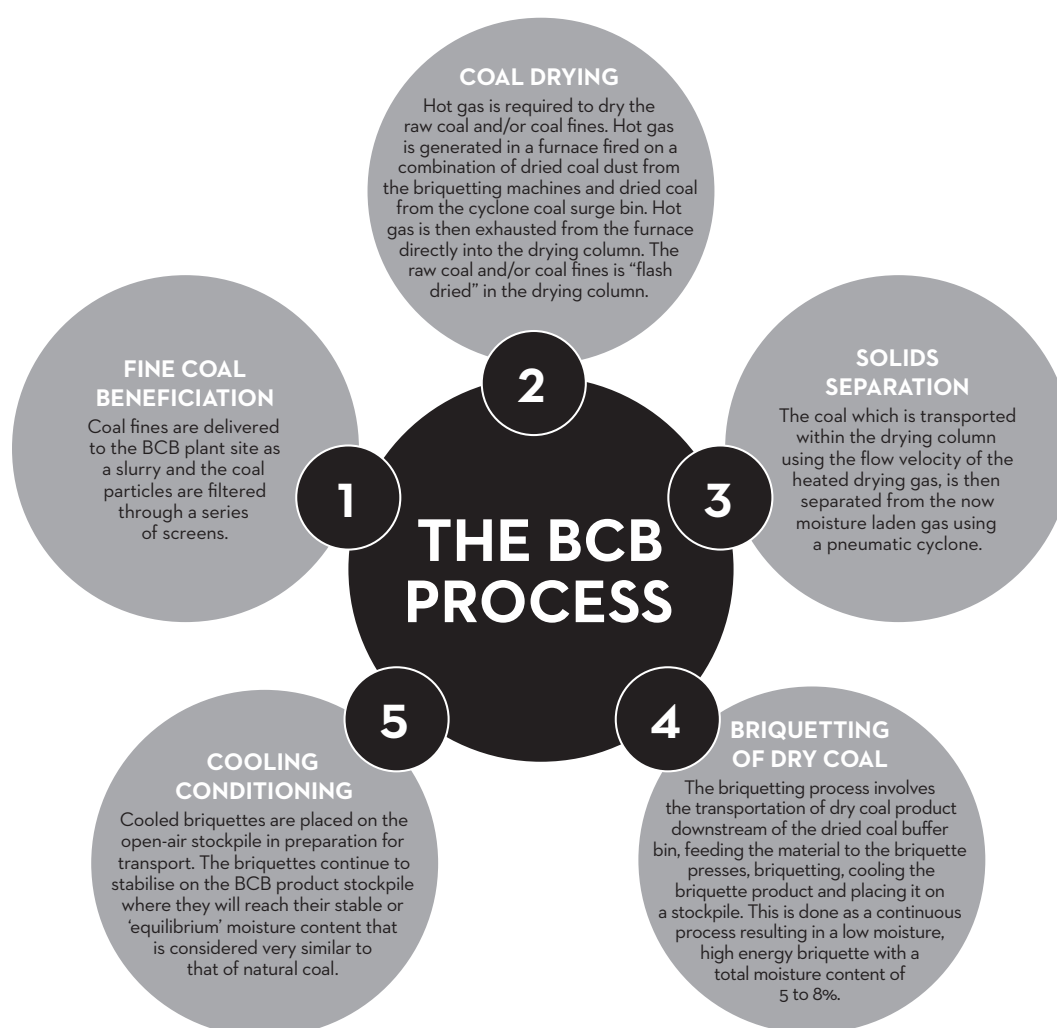 THE BCB
PROCESS
1
FINE COAL
BENEFICIATION
Coal fines are delivered
to the BCB plant site as
a slurry and the coal
particles are filtered
through a series
of screens.
2
COAL DRYING
Hot gas is required to dry the
raw coal and/or coal fines. Hot gas
is generated in a furnace fired on a
combination of dried coal dust from
the briquetting machines and dried coal
from the cyclone coal surge bin. Hot
gas is then exhausted from the furnace
directly into the drying column. The
raw coal and/or coal fines is “flash
dried” in the drying column.
3
SOLIDS
SEPARATION
The coal which is transported
within the drying column
using the flow velocity of the
heated drying gas, is then
separated from the now
moisture laden gas using
a pneumatic cyclone.
4
BRIQUETTING
OF DRY COAL
The briquetting process involves
the transportation of dry coal product
downstream of the dried coal buffer
bin, feeding the material to the briquette
presses, briquetting, cooling the
briquette product and placing it on
a stockpile. This is done as a continuous
process resulting in a low moisture,
high energy briquette with a
total moisture content of
5 to 8%.
5
COOLING
CONDITIONING
Cooled briquettes are placed on the
open-air stockpile in preparation for
transport. The briquettes continue to
stabilise on the BCB product stockpile
where they will reach their stable or
‘equilibrium’ moisture content that
is considered very similar to
that of natural coal.